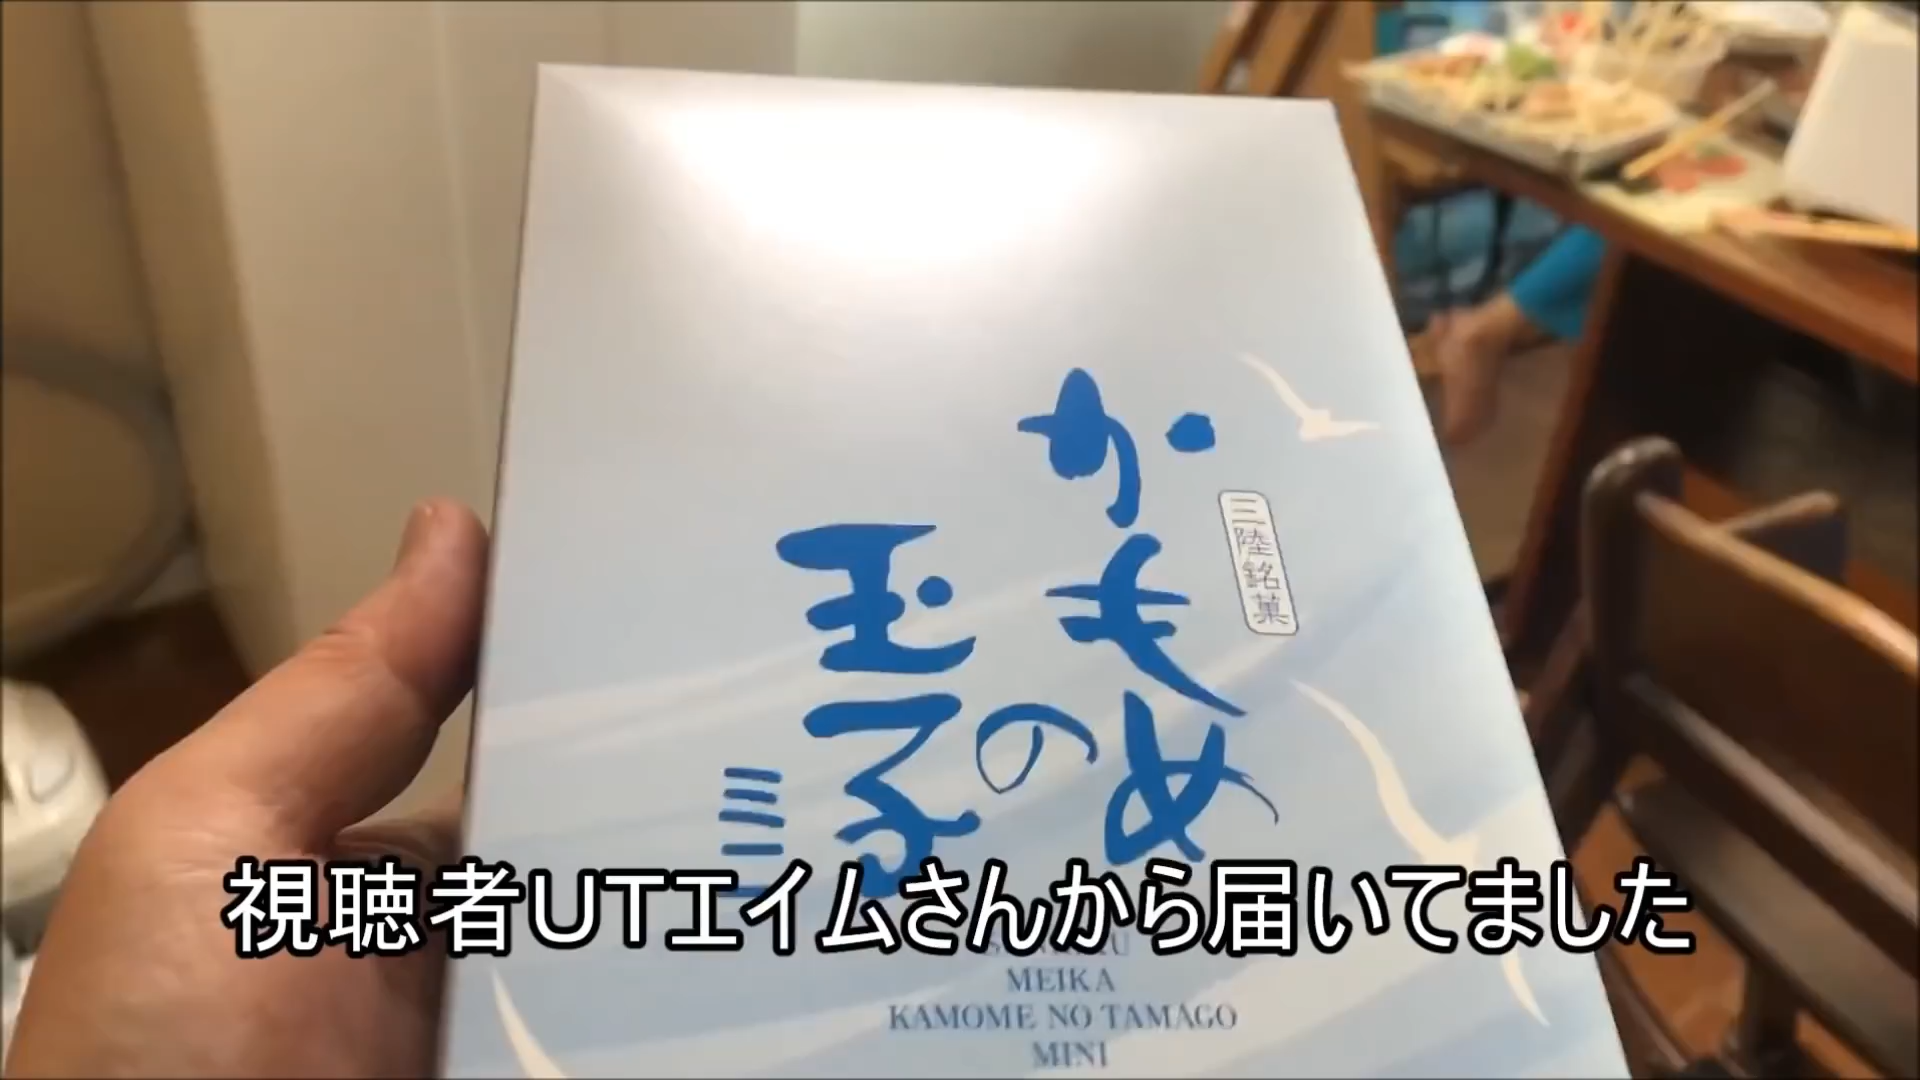 三陸銘菓
かもめの
玉子
ミニ
視聴者UTエイムさんから届いてました
MEIKA
KAMOME NO TAMAGO
MINI